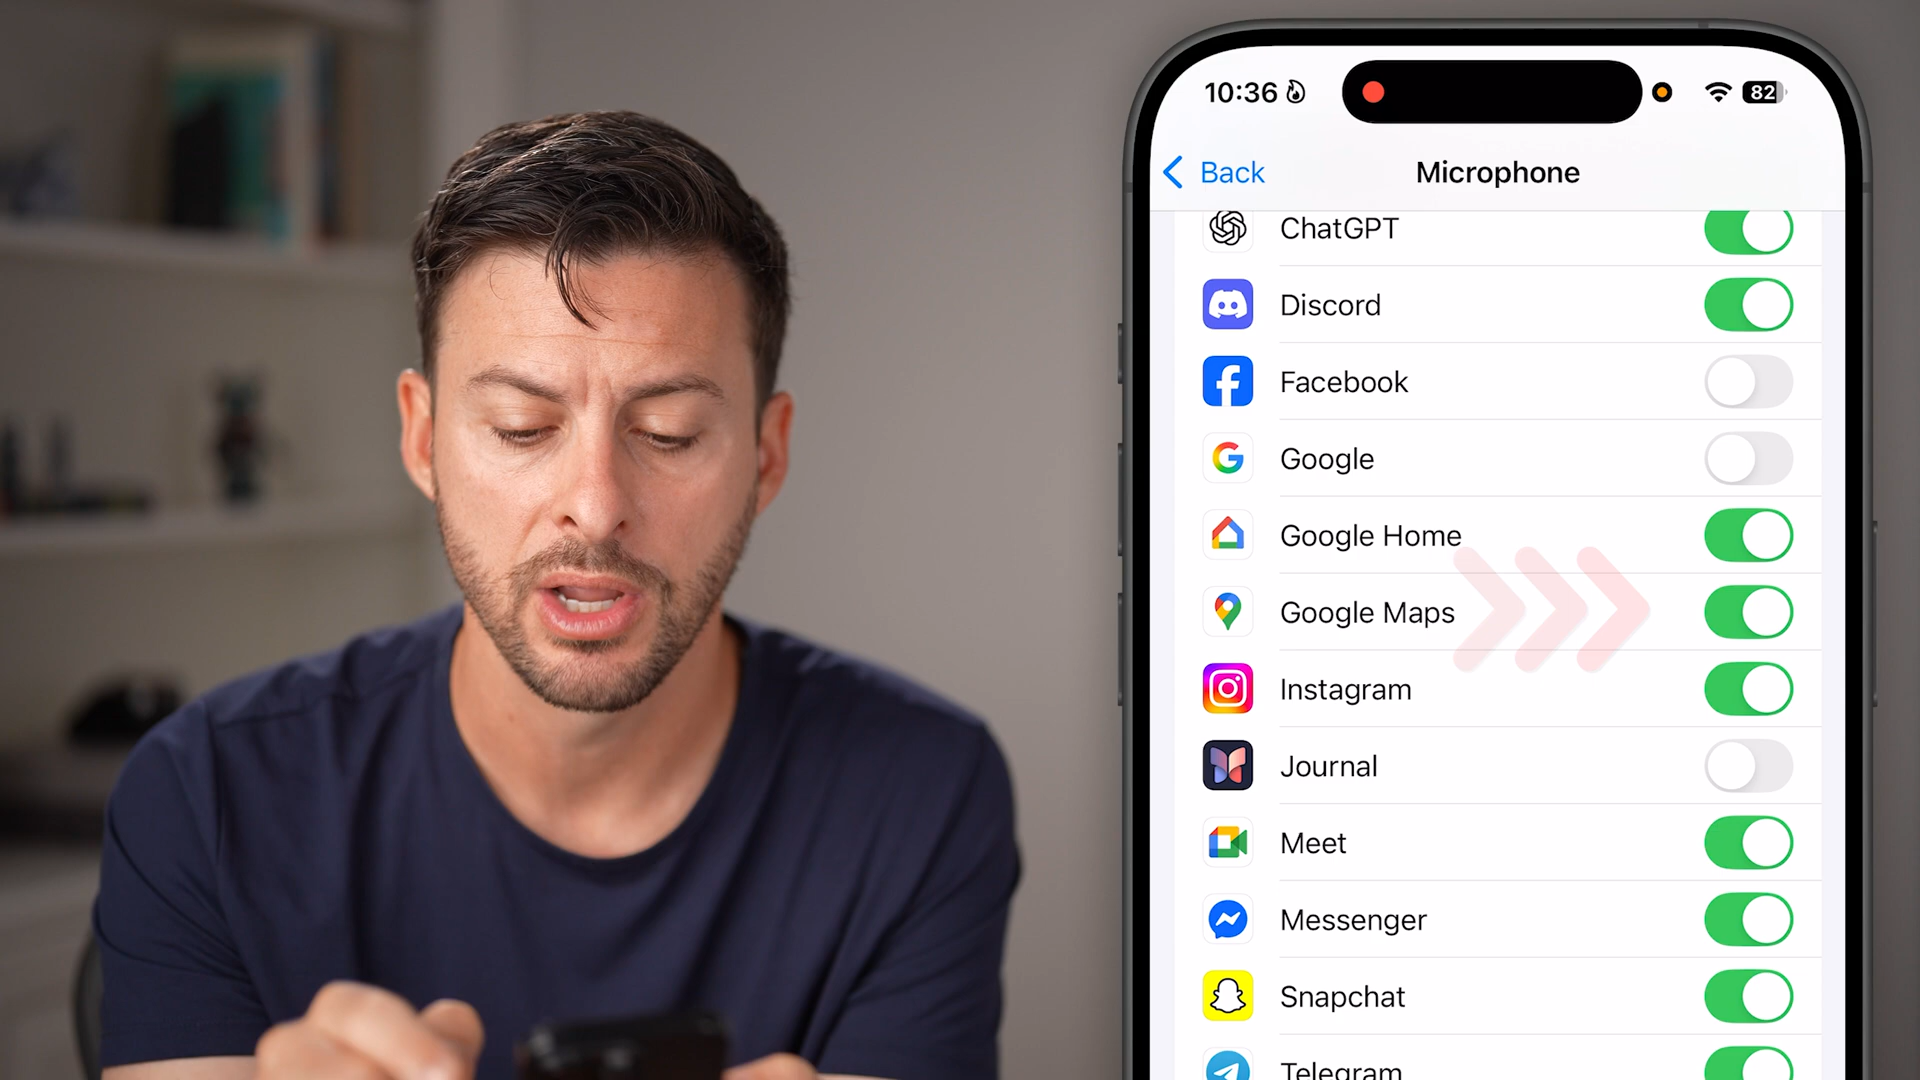 10:36
82
Back
Microphone
ChatGPT
Discord
Facebook
Google
Google Home
Google Maps
Instagram
Journal
Meet
Messenger
Snapchat
Telegram